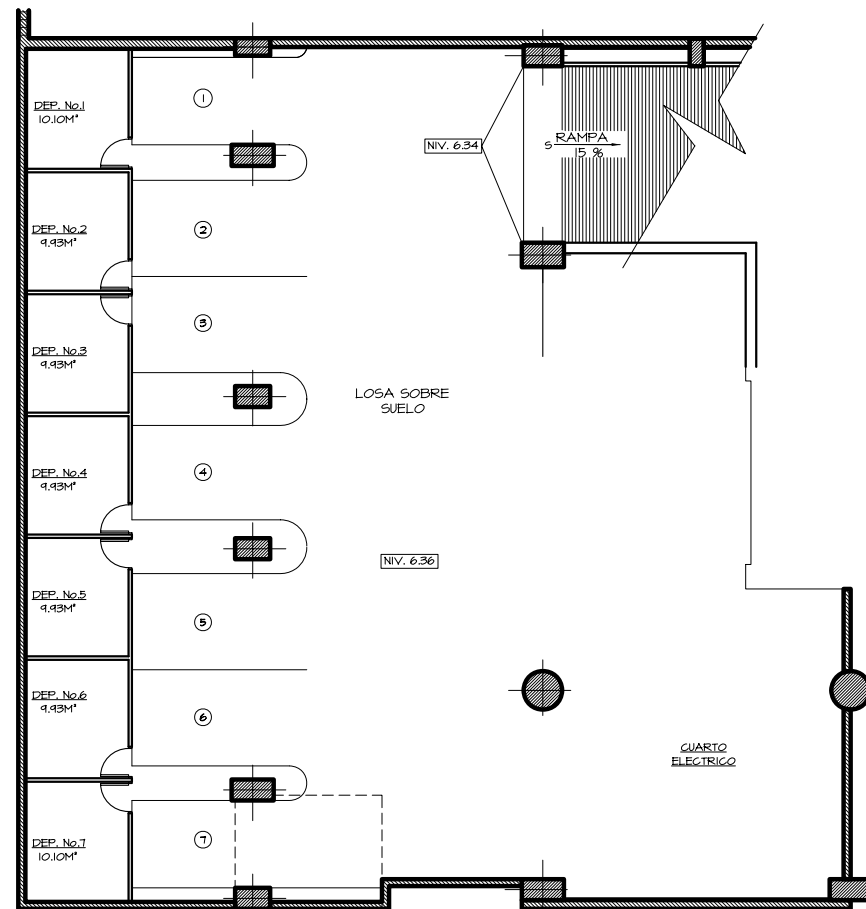 DEP. No.1
10.10M²
1
NIV. 6.34
S RAMPA
15 %
DEP. No.2
9.93M²
2
DEP. No.3
9.93M²
3
LOSA SOBRE
SUELO
DEP. No.4
9.93M²
4
NIV. 6.36
DEP. No.5
9.93M²
5
DEP. No.6
9.93M²
6
CUARTO
ELECTRICO
DEP. No.7
10.10M²
7